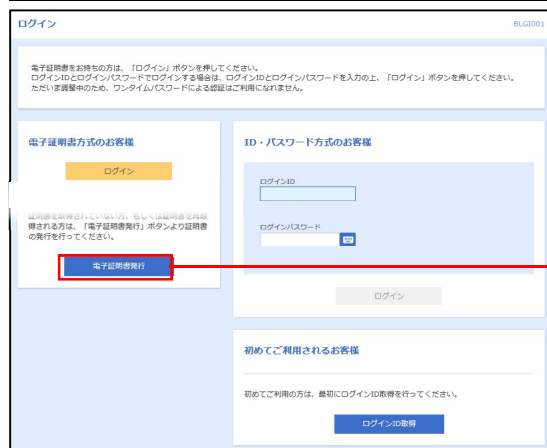 ログイン
BLGI001
電子証明書をお持ちの方は、「ログイン」ボタンを押してください。
ログインIDとログインパスワードでログインする場合は、ログインIDとログインパスワードを入力の上、「ログイン」ボタンを押してください。
ただいま調整中のため、ワンタイムパスワードによる認証はご利用になれません。
電子証明書方式のお客様
ログイン
証明書を取得されていない方、もしくは証明書を再取
得される方は、「電子証明書発行」ボタンより証明書
の発行を行ってください。
電子証明書発行
ID・パスワード方式のお客様
ログインID
ログインパスワード
ログイン
初めてご利用されるお客様
初めてご利用の方は、最初にログインID取得を行ってください。
ログインID取得